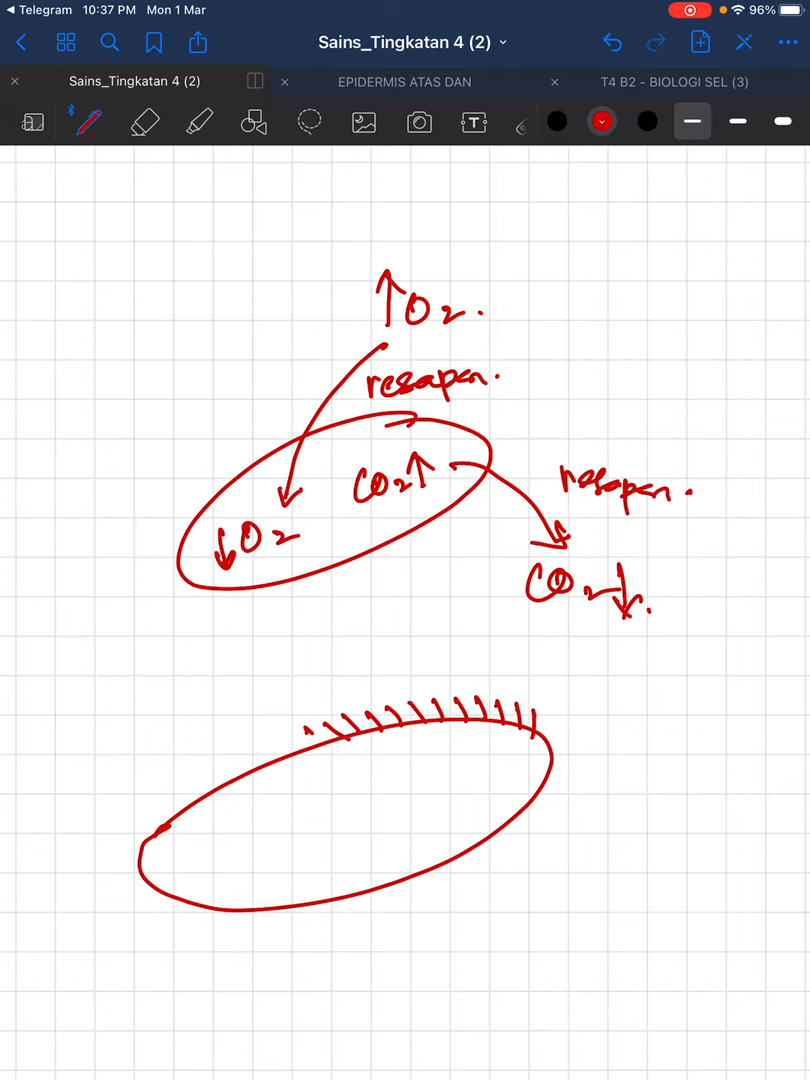 Telegram 10:37 PM Mon 1 Mar 96%
Sains_Tingkatan 4 (2)
Sains_Tingkatan 4 (2) EPIDERMIS ATAS DAN T4 B2 - BIOLOGI SEL (3)
↑O2.
resapan.
CO2↑
resapan.
↓O2
CO2↓.